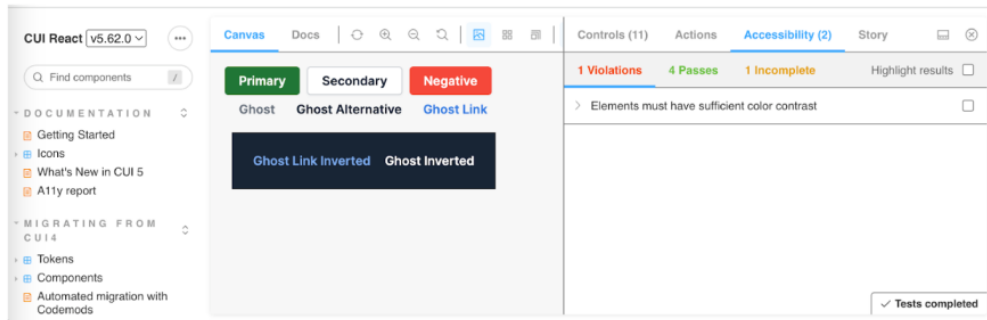 CUI React v5.62.0
Find components /
DOCUMENTATION
Getting Started
Icons
What's New in CUI 5
A11y report
MIGRATING FROM
CUI4
Tokens
Components
Automated migration with
Codemods
Canvas Docs
Primary Secondary Negative
Ghost Ghost Alternative Ghost Link
Ghost Link Inverted Ghost Inverted
Controls (11) Actions Accessibility (2) Story
1 Violations 4 Passes 1 Incomplete Highlight results
Elements must have sufficient color contrast
Tests completed